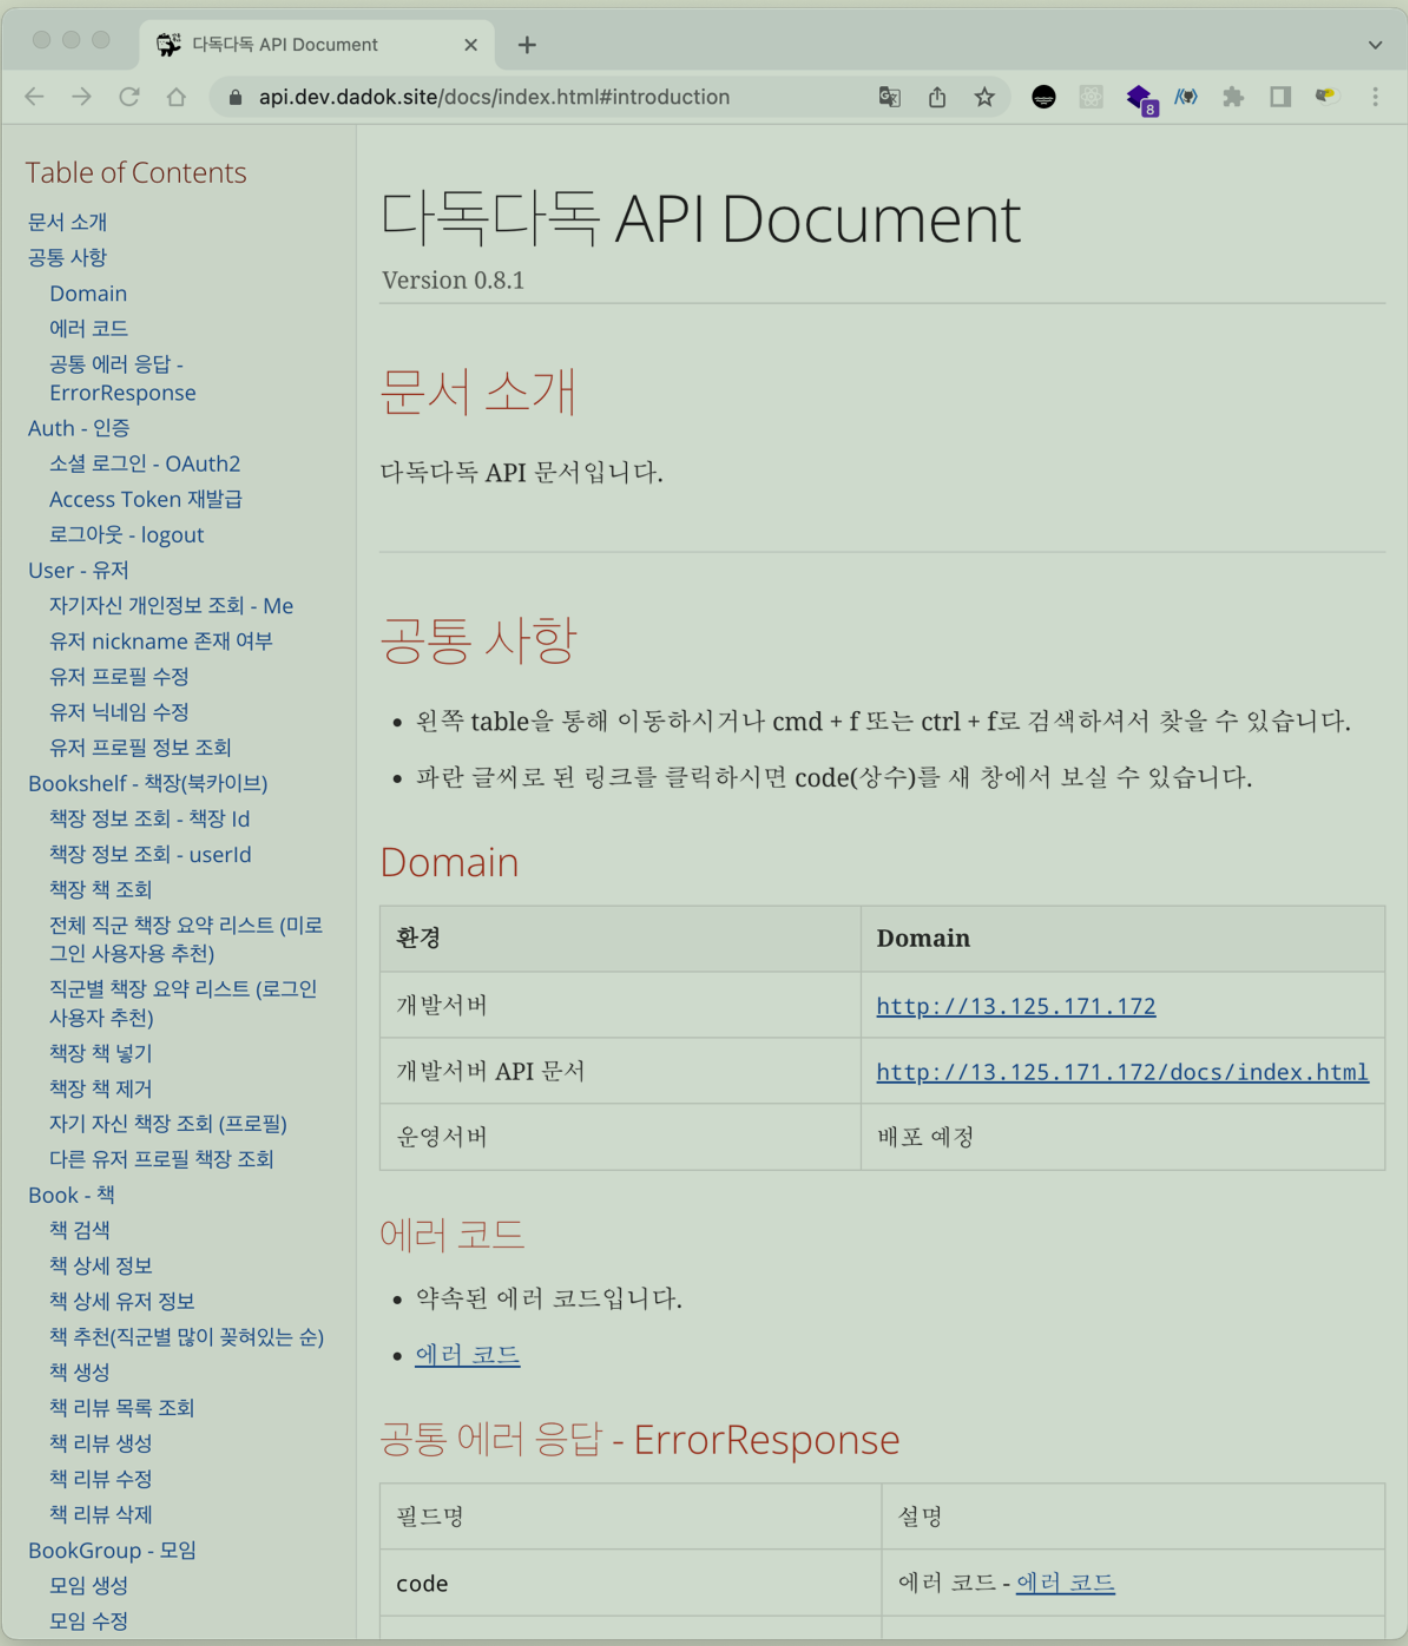 다독다독 API Document
api.dev.dadok.site/docs/index.html#introduction
8
Table of Contents
문서 소개
공통 사항
Domain
에러 코드
공통 에러 응답 -
ErrorResponse
Auth - 인증
소셜 로그인 - OAuth2
Access Token 재발급
로그아웃 - logout
User - 유저
자기자신 개인정보 조회 - Me
유저 nickname 존재 여부
유저 프로필 수정
유저 닉네임 수정
유저 프로필 정보 조회
Bookshelf - 책장(북카이브)
책장 정보 조회 - 책장 Id
책장 정보 조회 - userId
책장 책 조회
전체 직군 책장 요약 리스트 (미로
그인 사용자용 추천)
직군별 책장 요약 리스트 (로그인
사용자 추천)
책장 책 넣기
책장 책 제거
자기 자신 책장 조회 (프로필)
다른 유저 프로필 책장 조회
Book - 책
책 검색
책 상세 정보
책 상세 유저 정보
책 추천(직군별 많이 꽂혀있는 순)
책 생성
책 리뷰 목록 조회
책 리뷰 생성
책 리뷰 수정
책 리뷰 삭제
BookGroup - 모임
모임 생성
모임 수정
다독다독 API Document
Version 0.8.1
문서 소개
다독다독 API 문서입니다.
공통 사항
• 왼쪽 table을 통해 이동하시거나 cmd + f 또는 ctrl + f로 검색하셔서 찾을 수 있습니다.
• 파란 글씨로 된 링크를 클릭하시면 code(상수)를 새 창에서 보실 수 있습니다.
Domain
환경 Domain
개발서버 http://13.125.171.172
개발서버 API 문서 http://13.125.171.172/docs/index.html
운영서버 배포 예정
에러 코드
• 약속된 에러 코드입니다.
• 에러 코드
공통 에러 응답 - ErrorResponse
필드명 설명
code 에러 코드 - 에러 코드